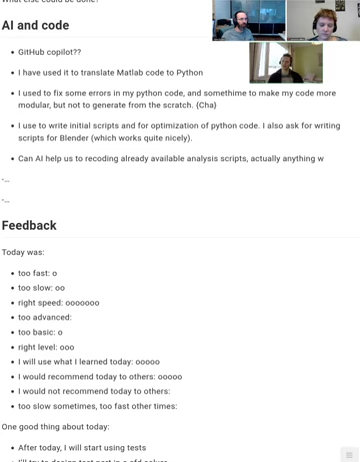 AI and code
GitHub copilot??
I have used it to translate Matlab code to Python
I used to fix some errors in my python code, and somethime to make my code more
modular, but not to generate from the scratch. (Cha)
I use to write initial scripts and for optimization of python code. I also ask for writing
scripts for Blender (which works quite nicely).
Can AI help us to recoding already available analysis scripts, actually anything w
-...
-...
Feedback
Today was:
too fast: o
too slow: oo
right speed: ooooooo
too advanced:
too basic: o
right level: ooo
I will use what I learned today: ooooo
I would recommend today to others: ooooo
I would not recommend today to others:
too slow sometimes, too fast other times:
One good thing about today:
After today, I will start using tests